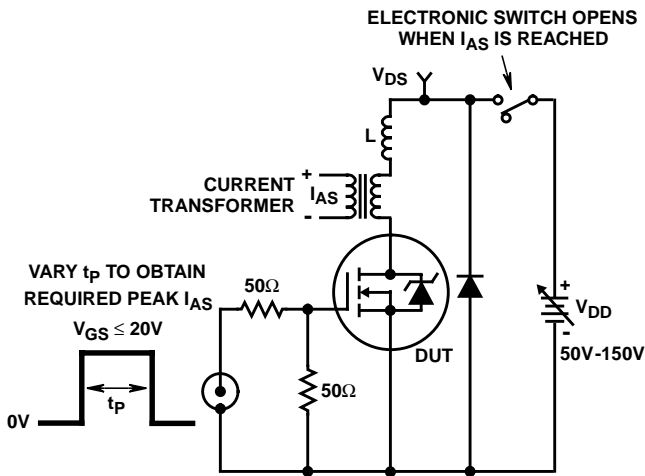 ELECTRONIC SWITCH OPENS
WHEN IAS IS REACHED
VDS
L
+
CURRENT
TRANSFORMER
IAS
-
VARY tP TO OBTAIN
REQUIRED PEAK IAS
50Ω
VGS ≤ 20V
DUT
+
VDD
-
50V-150V
50Ω
tP
0V